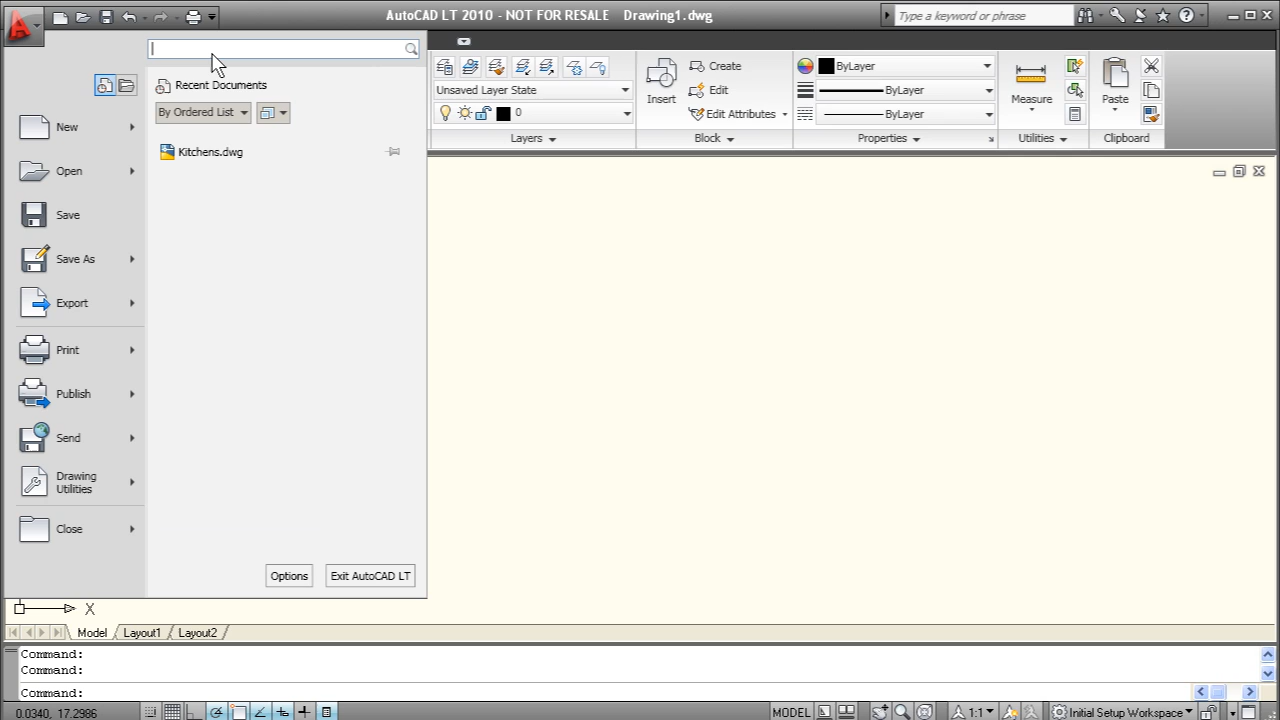 AutoCAD LT 2010 - NOT FOR RESALE Drawing1.dwg
Type a keyword or phrase
Recent Documents
By Ordered List
Kitchens.dwg
New
Open
Save
Save As
Export
Print
Publish
Send
Drawing
Utilities
Close
Options
Exit AutoCAD LT
Unsaved Layer State
0
Layers
Insert
Create
Edit
Edit Attributes
Block
ByLayer
ByLayer
ByLayer
Properties
Measure
Utilities
Paste
Clipboard
X
Model
Layout1
Layout2
Command:
Command:
Command:
0.0340, 17.2986
MODEL
1:1
Initial Setup Workspace